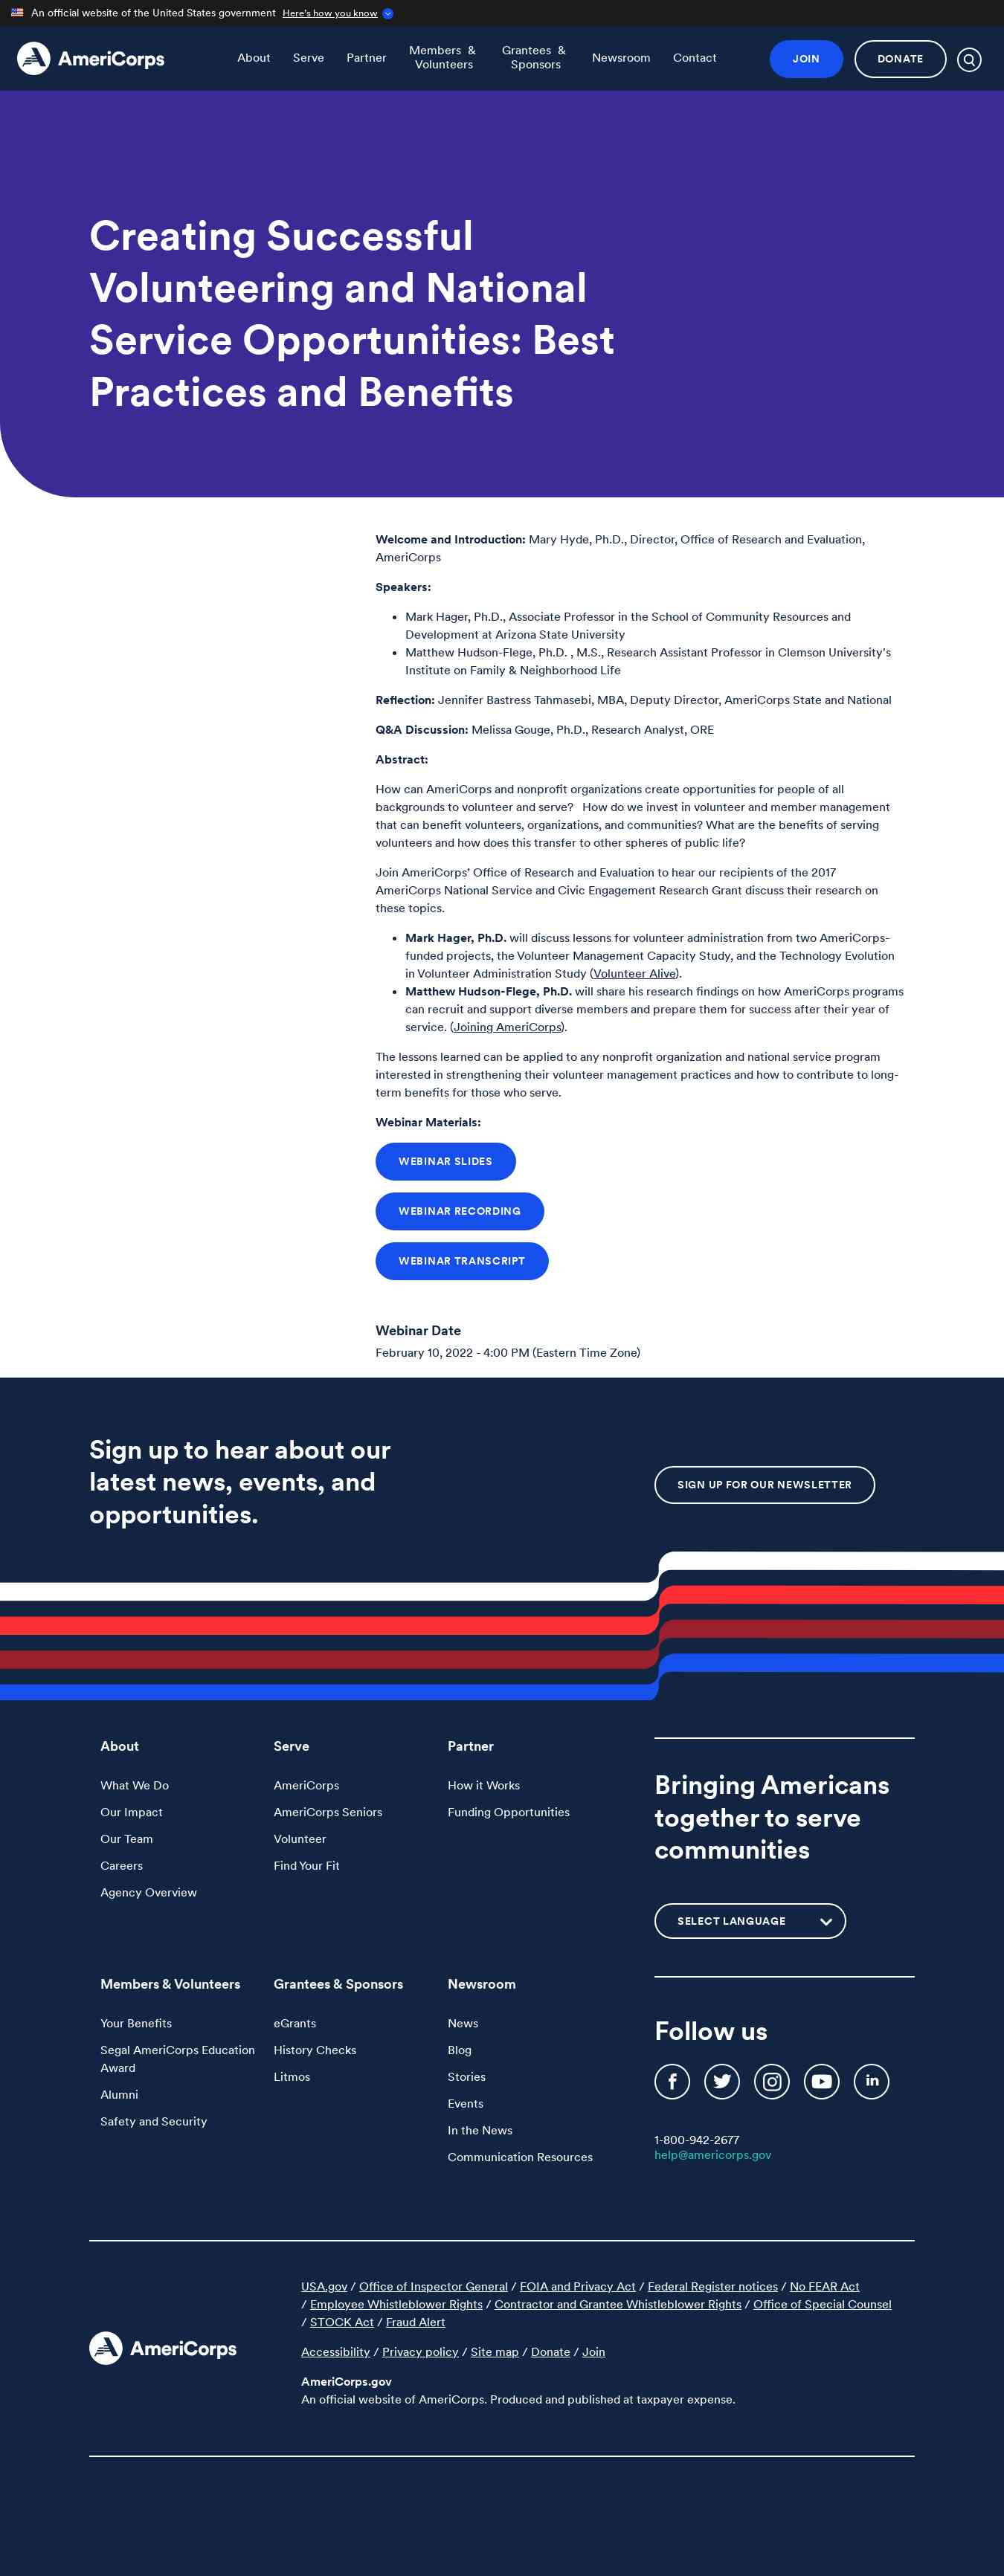 An official website of the United States government Here's how you know
AmeriCorps
About Serve Partner Members & Volunteers Grantees & Sponsors Newsroom Contact JOIN DONATE
Creating Successful
Volunteering and National
Service Opportunities: Best
Practices and Benefits
Welcome and Introduction: Mary Hyde, Ph.D., Director, Office of Research and Evaluation,
AmeriCorps
Speakers:
• Mark Hager, Ph.D., Associate Professor in the School of Community Resources and
Development at Arizona State University
• Matthew Hudson-Flege, Ph.D. , M.S., Research Assistant Professor in Clemson University's
Institute on Family & Neighborhood Life
Reflection: Jennifer Bastress Tahmasebi, MBA, Deputy Director, AmeriCorps State and National
Q&A Discussion: Melissa Gouge, Ph.D., Research Analyst, ORE
Abstract:
How can AmeriCorps and nonprofit organizations create opportunities for people of all
backgrounds to volunteer and serve? How do we invest in volunteer and member management
that can benefit volunteers, organizations, and communities? What are the benefits of serving
volunteers and how does this transfer to other spheres of public life?
Join AmeriCorps' Office of Research and Evaluation to hear our recipients of the 2017
AmeriCorps National Service and Civic Engagement Research Grant discuss their research on
these topics.
• Mark Hager, Ph.D. will discuss lessons for volunteer administration from two AmeriCorps-
funded projects, the Volunteer Management Capacity Study, and the Technology Evolution
in Volunteer Administration Study (Volunteer Alive).
• Matthew Hudson-Flege, Ph.D. will share his research findings on how AmeriCorps programs
can recruit and support diverse members and prepare them for success after their year of
service. (Joining AmeriCorps).
The lessons learned can be applied to any nonprofit organization and national service program
interested in strengthening their volunteer management practices and how to contribute to long-
term benefits for those who serve.
Webinar Materials:
WEBINAR SLIDES
WEBINAR RECORDING
WEBINAR TRANSCRIPT
Webinar Date
February 10, 2022 - 4:00 PM (Eastern Time Zone)
Sign up to hear about our
latest news, events, and
opportunities.
SIGN UP FOR OUR NEWSLETTER
About
What We Do
Our Impact
Our Team
Careers
Agency Overview
Serve
AmeriCorps
AmeriCorps Seniors
Volunteer
Find Your Fit
Partner
How it Works
Funding Opportunities
Bringing Americans
together to serve
communities
SELECT LANGUAGE
Members & Volunteers
Your Benefits
Segal AmeriCorps Education
Award
Alumni
Safety and Security
Grantees & Sponsors
eGrants
History Checks
Litmos
Newsroom
News
Blog
Stories
Events
In the News
Communication Resources
Follow us
1-800-942-2677
help@americorps.gov
AmeriCorps
USA.gov / Office of Inspector General / FOIA and Privacy Act / Federal Register notices / No FEAR Act
/ Employee Whistleblower Rights / Contractor and Grantee Whistleblower Rights / Office of Special Counsel
/ STOCK Act / Fraud Alert
Accessibility / Privacy policy / Site map / Donate / Join
AmeriCorps.gov
An official website of AmeriCorps. Produced and published at taxpayer expense.